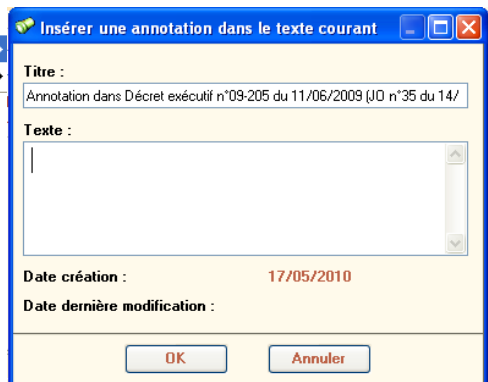 Insérer une annotation dans le texte courant
Titre :
Annotation dans Décret exécutif n°09-205 du 11/06/2009 (JO n°35 du 14/
Texte :
Date création : 17/05/2010
Date dernière modification :
OK Annuler